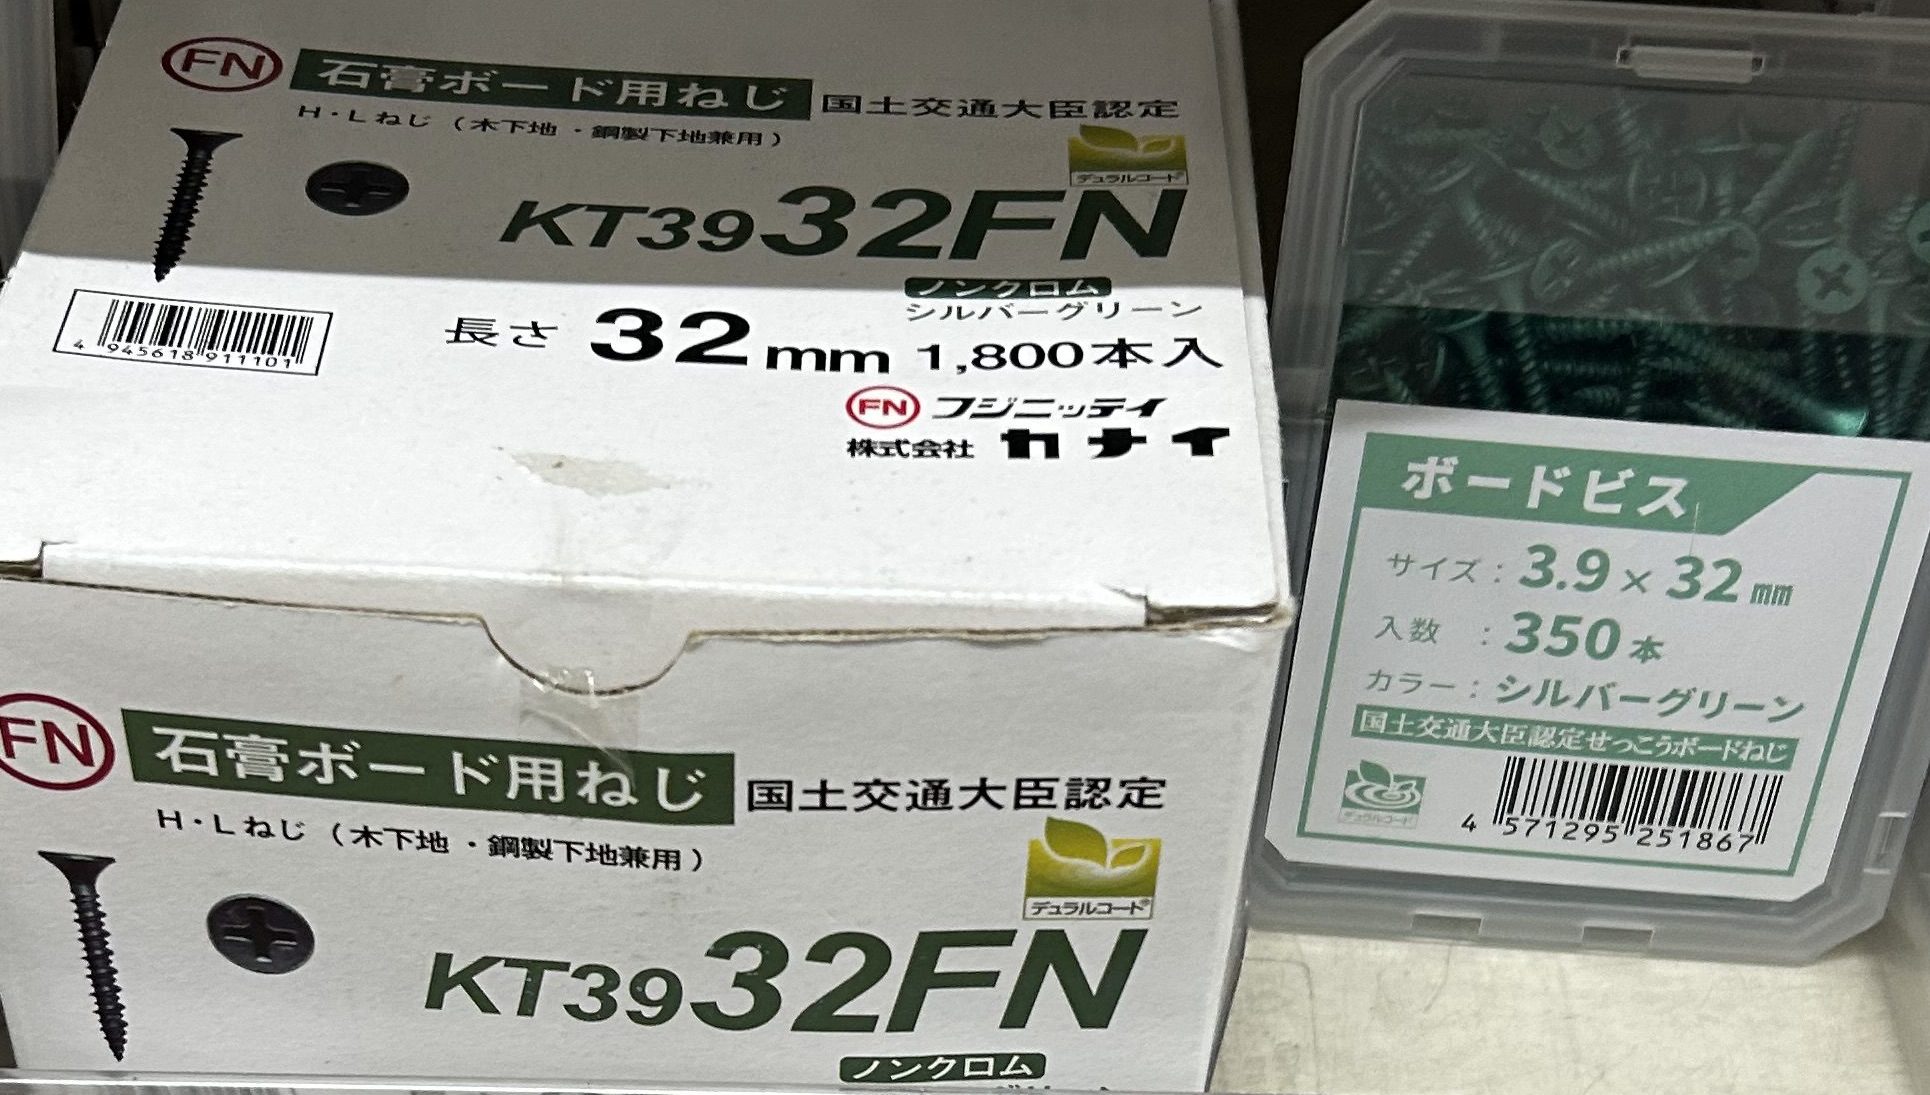 FN 石膏ボード用ねじ 国土交通大臣認定
H・Lねじ（木下地・鋼製下地兼用）
デュラルコート
KT3932FN
ノンクロム
シルバーグリーン
長さ 32mm 1,800本入
4 945618 911101
FN フジニッテイ
株式会社 カナイ
FN 石膏ボード用ねじ 国土交通大臣認定
H・Lねじ（木下地・鋼製下地兼用）
デュラルコート®
KT3932FN
ノンクロム
ボードビス
サイズ：3.9×32mm
入数：350本
カラー：シルバーグリーン
国土交通大臣認定せっこうボードねじ
デュラルコート
4 571295 251867